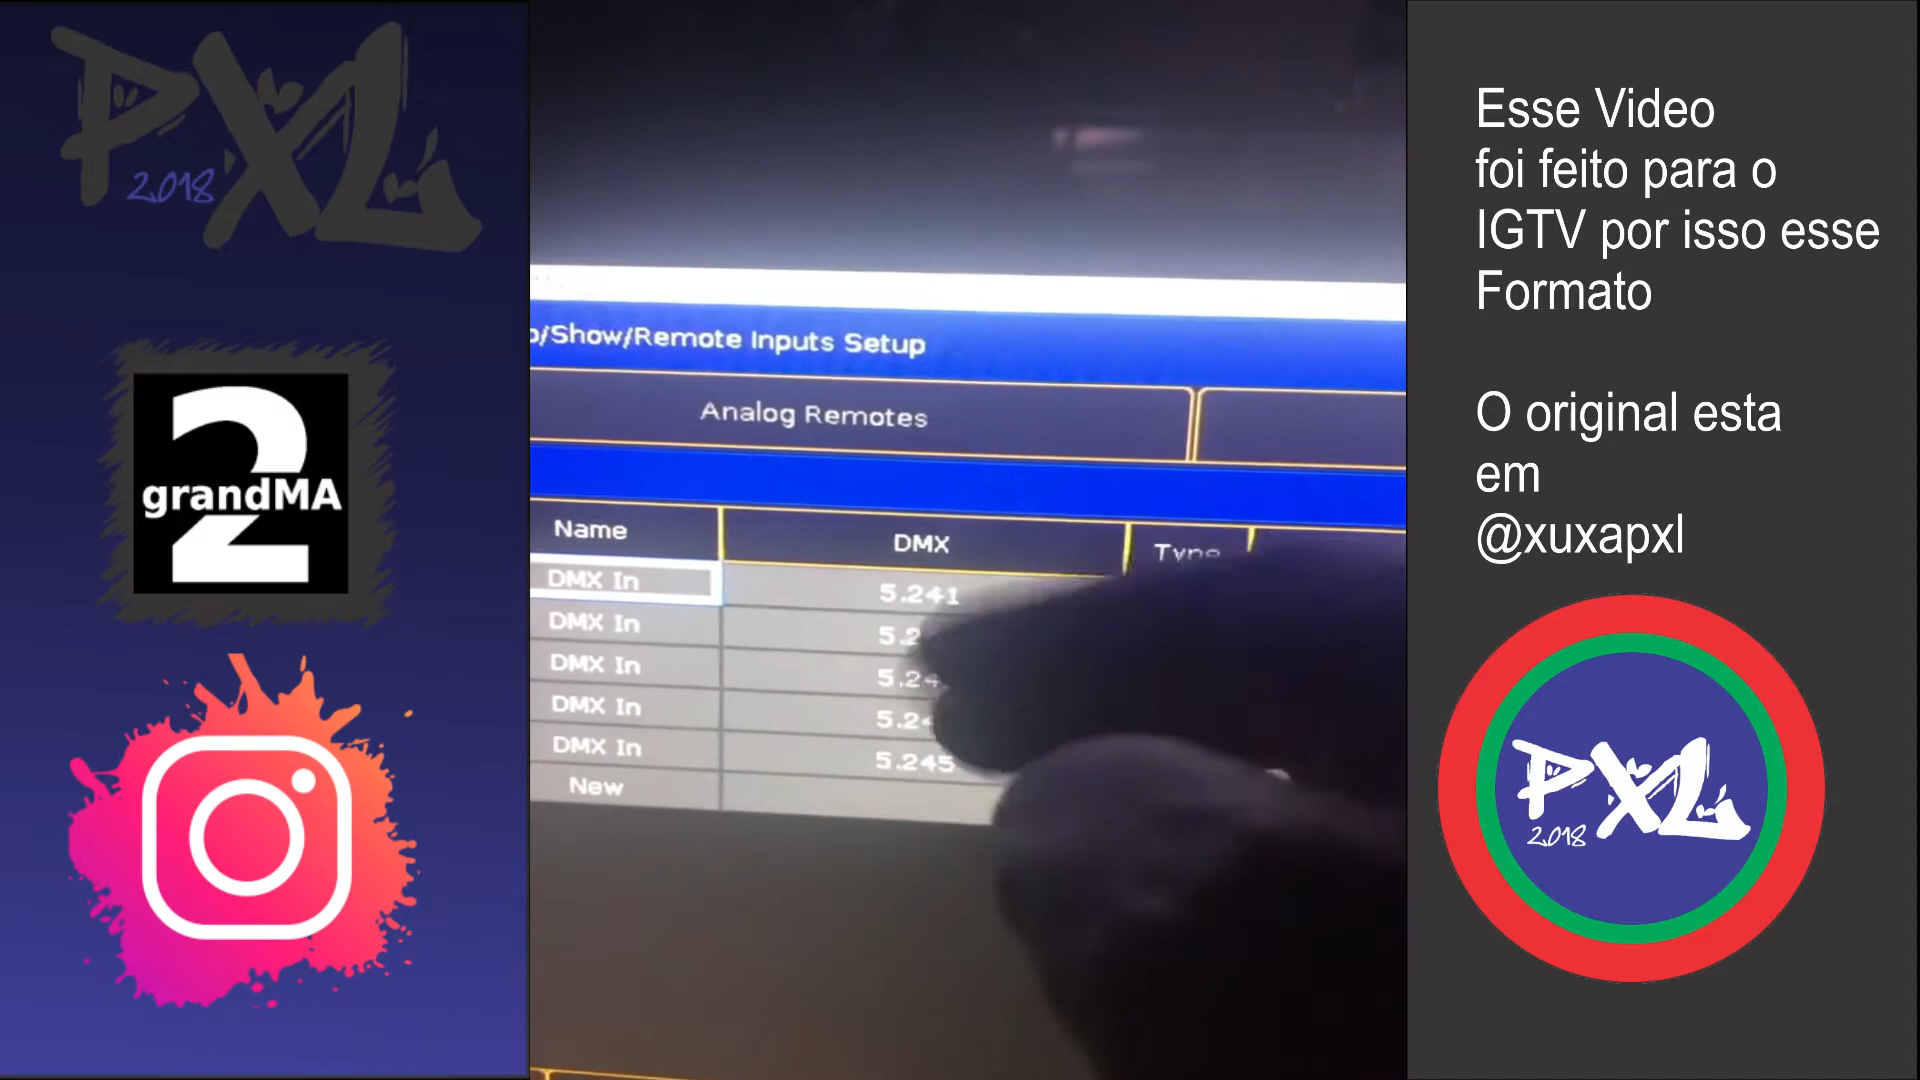 PXL
2018
2
grandMA
/Show/Remote Inputs Setup
Analog Remotes
Name DMX Type
DMX In 5.241
DMX In
DMX In
DMX In
DMX In 5.245
New
Esse Video
foi feito para o
IGTV por isso esse
Formato
O original esta
em
@xuxapxl
PXL
2018